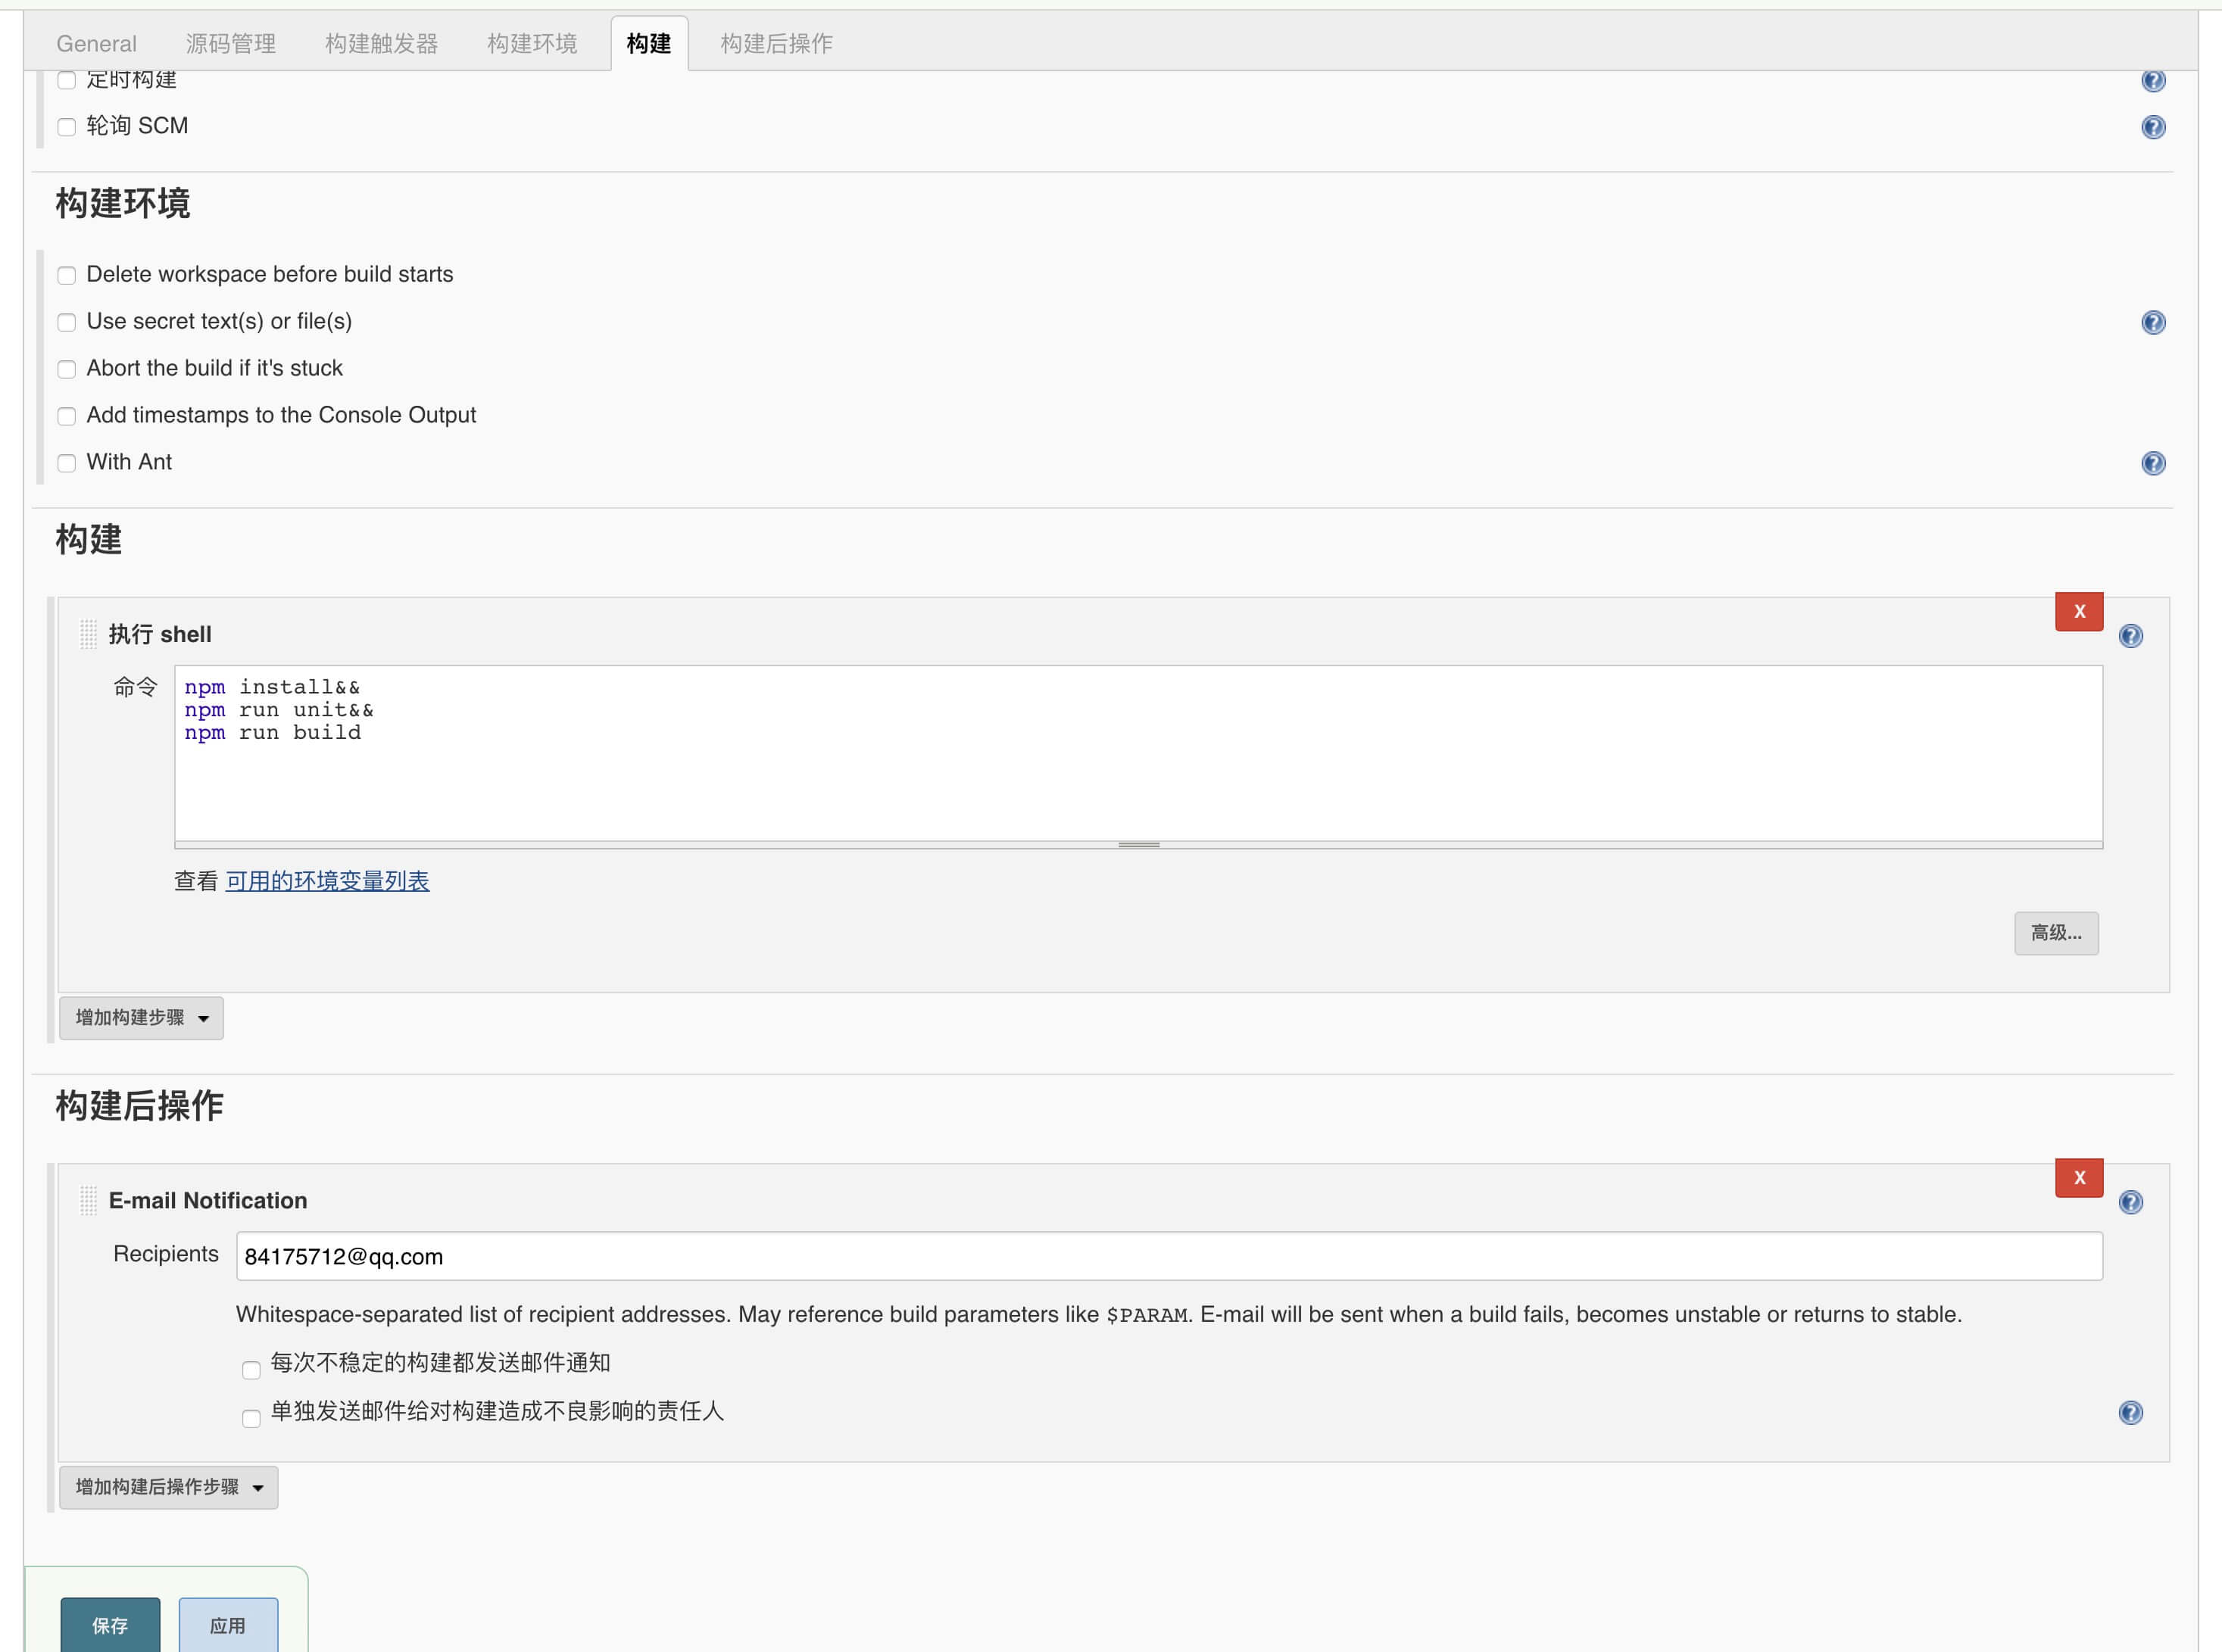 General 源码管理 构建触发器 构建环境 构建 构建后操作
定时构建
轮询 SCM
构建环境
Delete workspace before build starts
Use secret text(s) or file(s)
Abort the build if it's stuck
Add timestamps to the Console Output
With Ant
构建
X
执行 shell
命令
npm install&&
npm run unit&&
npm run build
查看 可用的环境变量列表
高级...
增加构建步骤
构建后操作
X
E-mail Notification
Recipients 84175712@qq.com
Whitespace-separated list of recipient addresses. May reference build parameters like $PARAM. E-mail will be sent when a build fails, becomes unstable or returns to stable.
每次不稳定的构建都发送邮件通知
单独发送邮件给对构建造成不良影响的责任人
增加构建后操作步骤
保存 应用